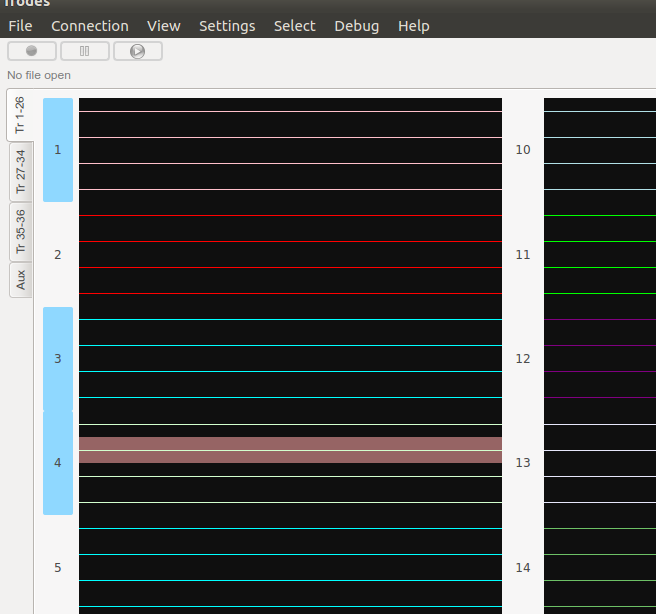 Trodes
File Connection View Settings Select Debug Help
No file open
Tr 1-26
Tr 27-34
Tr 35-36
Aux
1
2
3
4
5
10
11
12
13
14